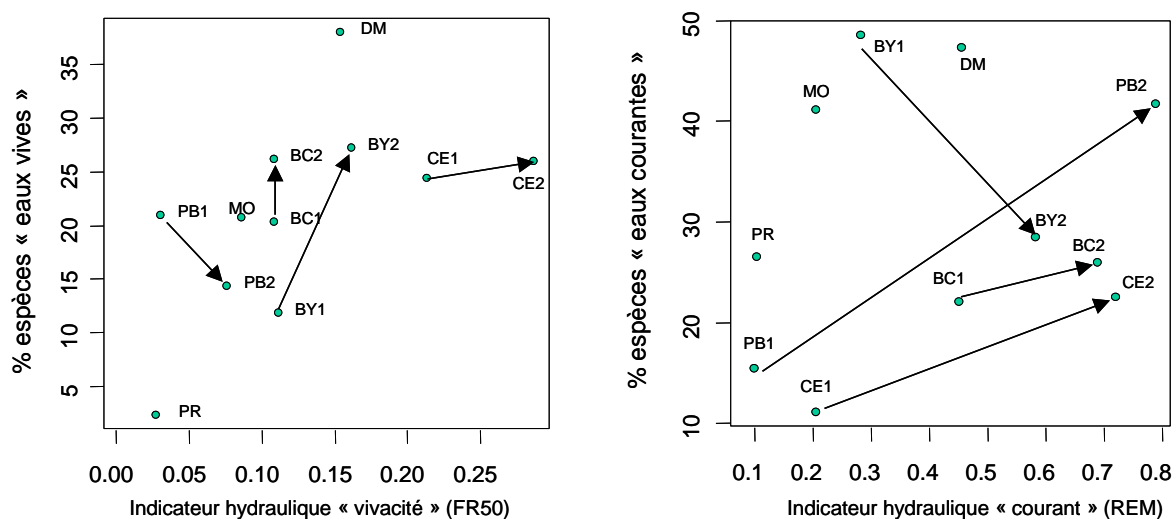 % espèces « eaux vives »
35
30
25
20
15
10
5
DM
BC2
BY2
CE1
CE2
PB1
MO
BC1
PB2
BY1
PR
0.00 0.05 0.10 0.15 0.20 0.25
Indicateur hydraulique « vivacité » (FR50)
% espèces « eaux courantes »
50
40
30
20
10
BY1
DM
MO
PB2
PR
BY2
BC2
BC1
CE2
PB1
CE1
0.1 0.2 0.3 0.4 0.5 0.6 0.7 0.8
Indicateur hydraulique « courant » (REM)